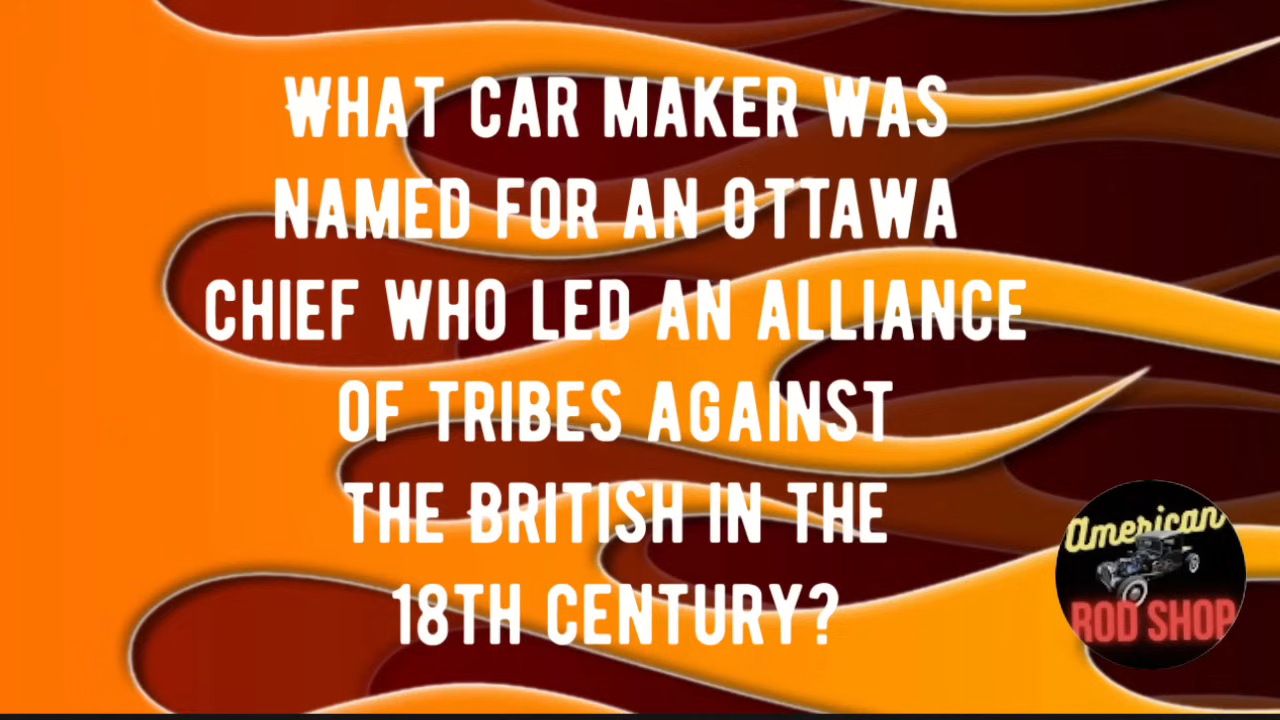 WHAT CAR MAKER WAS
NAMED FOR AN OTTAWA
CHIEF WHO LED AN ALLIANCE
OF TRIBES AGAINST
THE BRITISH IN THE
18TH CENTURY?
American
ROD SHOP